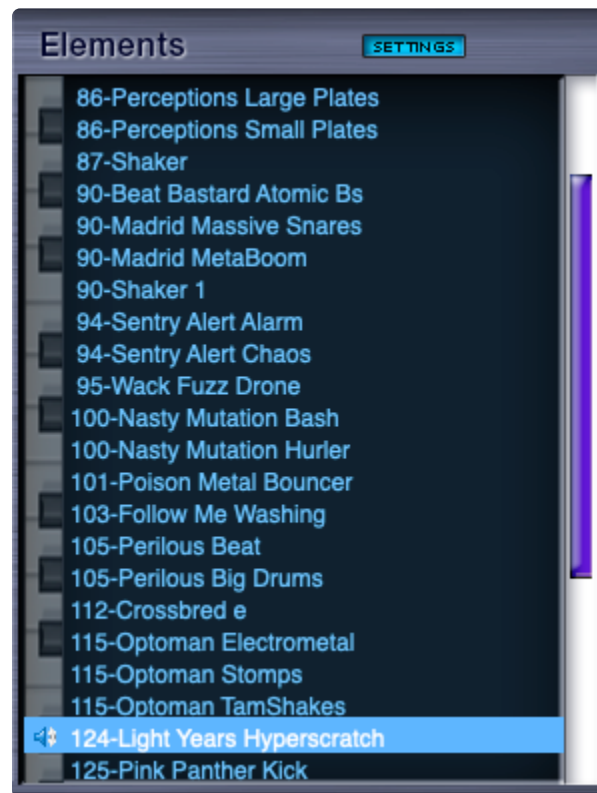 Elements
SETTINGS
86-Perceptions Large Plates
86-Perceptions Small Plates
87-Shaker
90-Beat Bastard Atomic Bs
90-Madrid Massive Snares
90-Madrid MetaBoom
90-Shaker 1
94-Sentry Alert Alarm
94-Sentry Alert Chaos
95-Wack Fuzz Drone
100-Nasty Mutation Bash
100-Nasty Mutation Hurler
101-Poison Metal Bouncer
103-Follow Me Washing
105-Perilous Beat
105-Perilous Big Drums
112-Crossbred e
115-Optoman Electrometal
115-Optoman Stomps
115-Optoman TamShakes
124-Light Years Hyperscratch
125-Pink Panther Kick